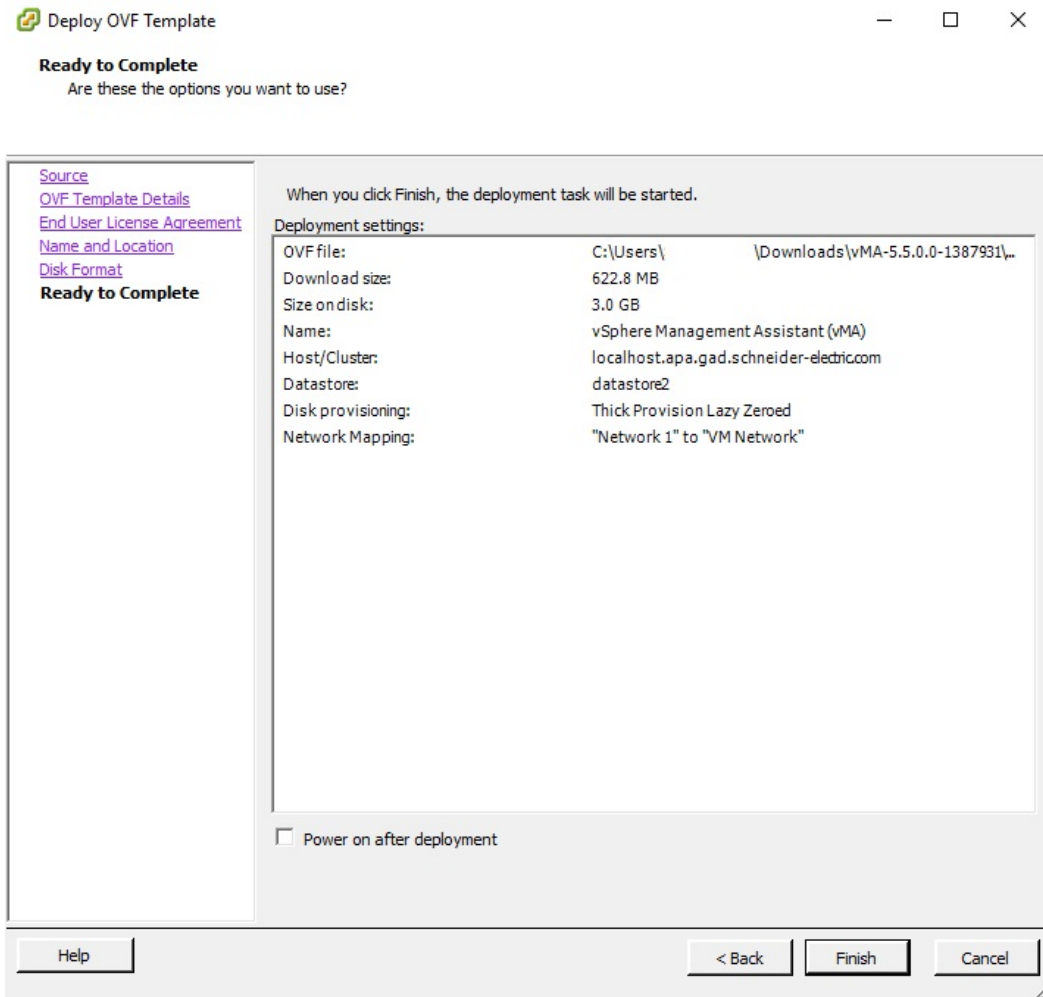 Deploy OVF Template
Ready to Complete
Are these the options you want to use?
Source
OVF Template Details
End User License Agreement
Name and Location
Disk Format
Ready to Complete
When you click Finish, the deployment task will be started.
Deployment settings:
OVF file: C:\Users\ \Downloads\vMA-5.5.0.0-1387931\...
Download size: 622.8 MB
Size on disk: 3.0 GB
Name: vSphere Management Assistant (vMA)
Host/Cluster: localhost.apa.gad.schneider-electric.com
Datastore: datastore2
Disk provisioning: Thick Provision Lazy Zeroed
Network Mapping: "Network 1" to "VM Network"
Power on after deployment
Help < Back Finish Cancel